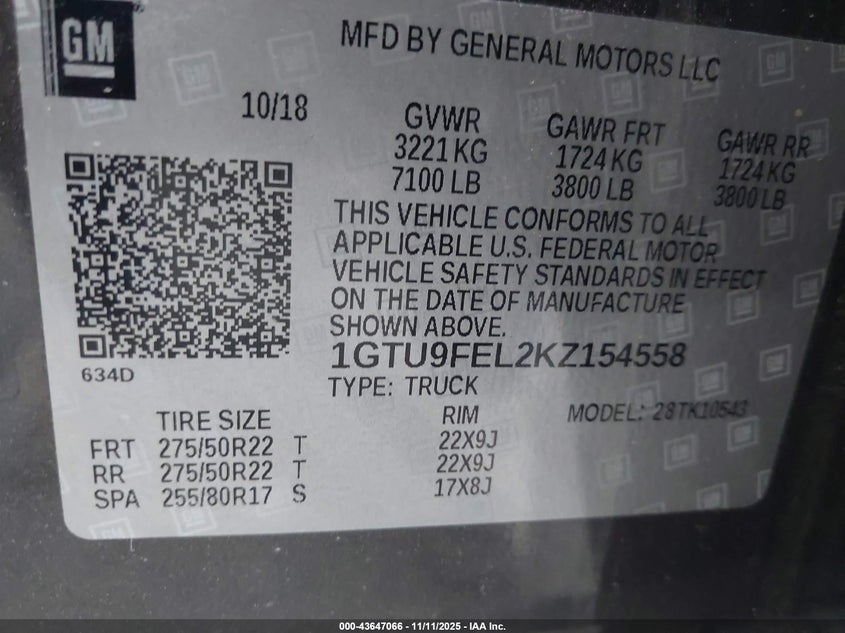 GM
MFD BY GENERAL MOTORS LLC
10/18
GVWR GAWR FRT GAWR RR
3221 KG 1724 KG 1724 KG
7100 LB 3800 LB 3800 LB
THIS VEHICLE CONFORMS TO ALL
APPLICABLE U.S. FEDERAL MOTOR
VEHICLE SAFETY STANDARDS IN EFFECT
ON THE DATE OF MANUFACTURE
SHOWN ABOVE.
1GTU9FEL2KZ154558
634D
TYPE: TRUCK
TIRE SIZE RIM MODEL: 28TK10543
FRT 275/50R22 T 22X9J
RR 275/50R22 T 22X9J
SPA 255/80R17 S 17X8J
000-43647066 - 11/11/2025 - IAA Inc.